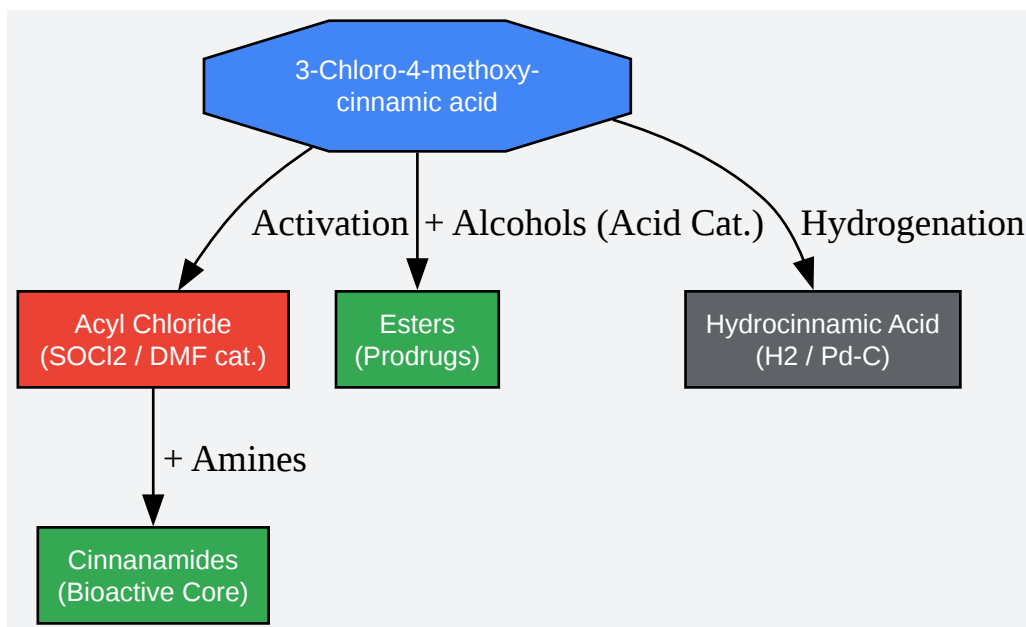 3-Chloro-4-methoxy-
cinnamic acid
Activation
+ Alcohols (Acid Cat.)
Hydrogenation
Acyl Chloride
(SOCl2 / DMF cat.)
Esters
(Prodrugs)
Hydrocinnamic Acid
(H2 / Pd-C)
+ Amines
Cinnanamides
(Bioactive Core)